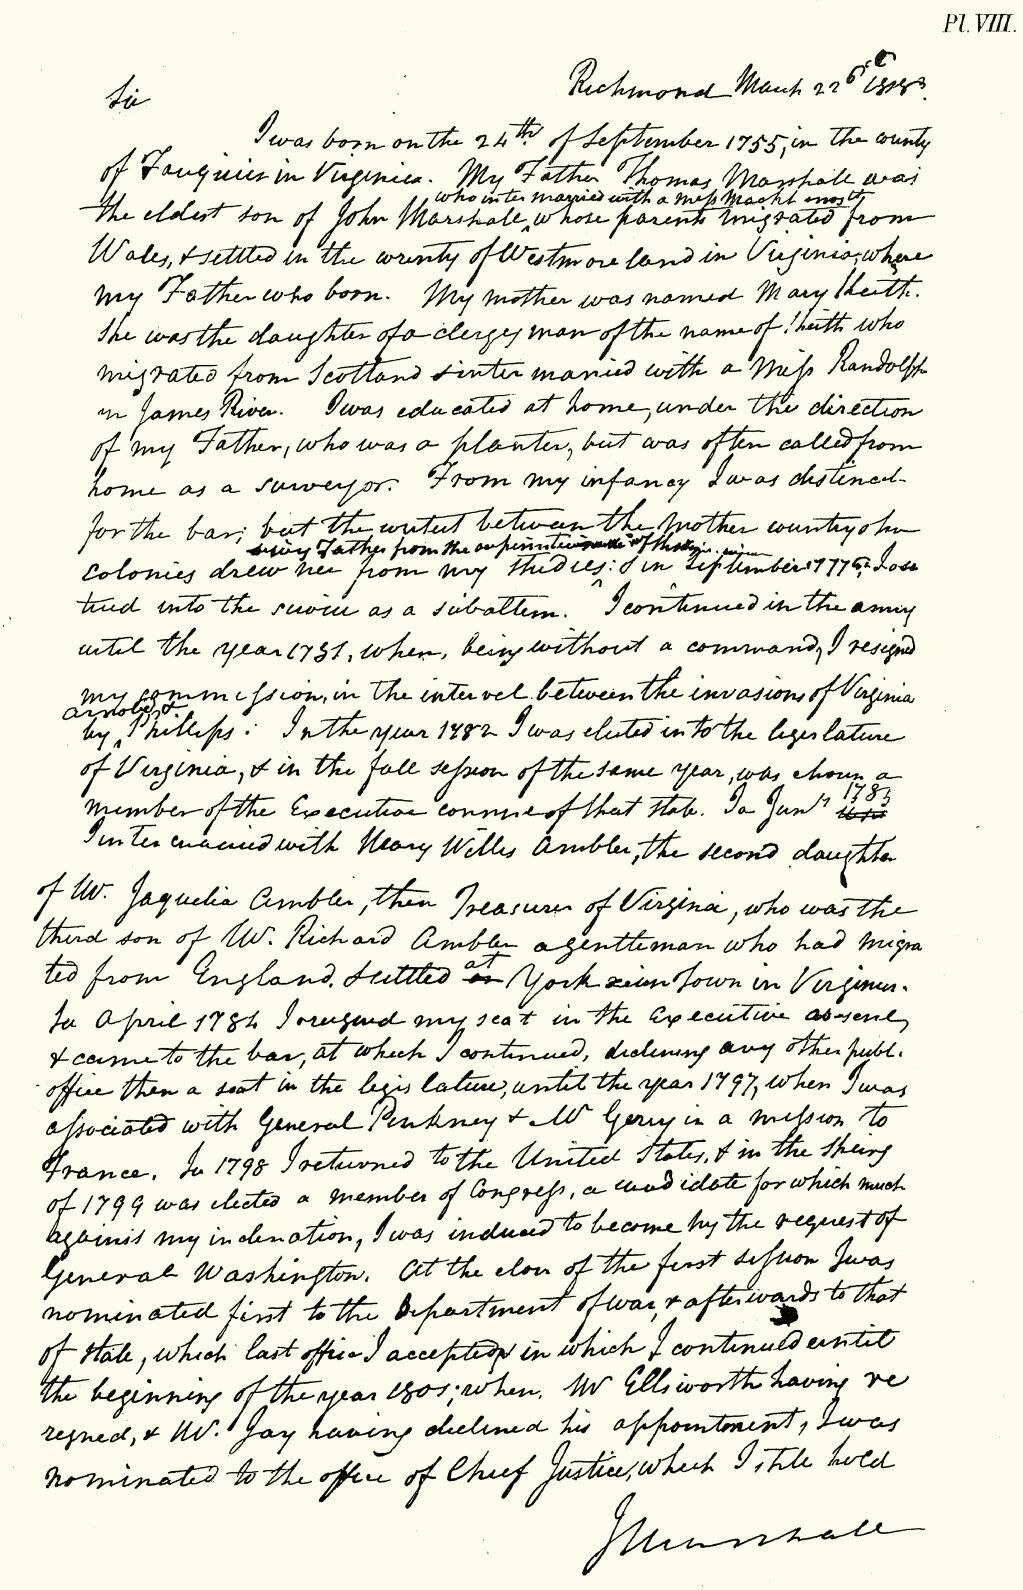 Pl. VIII.
Richmond March 22d 1818.
Sir
I was born on the 24th of September 1755, in the county
of Fauquier in Virginia. My Father Thomas Marshall was
who intermarried with a Miss
the eldest son of John Marshall, whose parents migrated from
Wales, & settled in the county of Westmoreland in Virginia, where
my Father was born. My mother was named Mary Keith.
She was the daughter of a clergyman of the name of Keith who
migrated from Scotland & intermarried with a Miss Randolph
on James River. I was educated at home, under the direction
of my Father, who was a planter, but was often called from
home as a surveyor. From my infancy I was destined
for the bar; but the contest between the mother country & her
my Father from the
colonies drew me from my studies: & in September 1775, I en
tered into the service as a subaltern. I continued in the army
until the year 1781, when, being without a command, I resigned
my commission, in the interval between the invasions of Virginia
Arnold &
by Phillips. In the year 1782 I was elected into the legislature
of Virginia, & in the fall session of the same year, was chosen a
1783
member of the Executive council of that state. In Jany
I intermarried with Mary Willis Ambler, the second daughter
of Mr. Jaquelin Ambler, then Treasurer of Virginia, who was the
third son of Mr. Richard Ambler a gentleman who had migra
at
ted from England, & settled York Town in Virginia.
In April 1784 I resigned my seat in the Executive council,
& came to the bar, at which I continued, declining any other publ.
office then a seat in the legislature, until the year 1797, when I was
associated with General Pinkney & Mr Gerry in a mission to
France. In 1798 I returned to the United States, & in the spring
of 1799 was elected a member of Congress, a candidate for which much
against my inclination, I was induced to become by the request of
General Washington. At the close of the first session I was
nominated first to the Department of war, & afterwards to that
of state, which last office I accepted & in which I continued until
the beginning of the year 1801, when, Mr Ellsworth having re
signed, & Mr. Jay having declined his appointment, I was
nominated to the office of Chief Justice, which I still hold
J Marshall